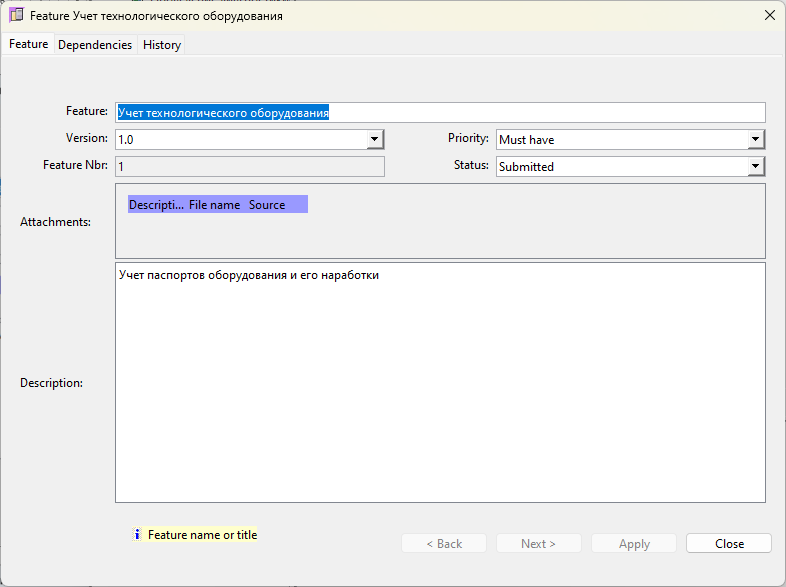 Feature Учет технологического оборудования
Feature Dependencies History
Feature: Учет технологического оборудования
Version: 1.0 Priority: Must have
Feature Nbr: 1 Status: Submitted
Attachments: Descripti... File name Source
Description: Учет паспортов оборудования и его наработки
Feature name or title
< Back Next > Apply Close